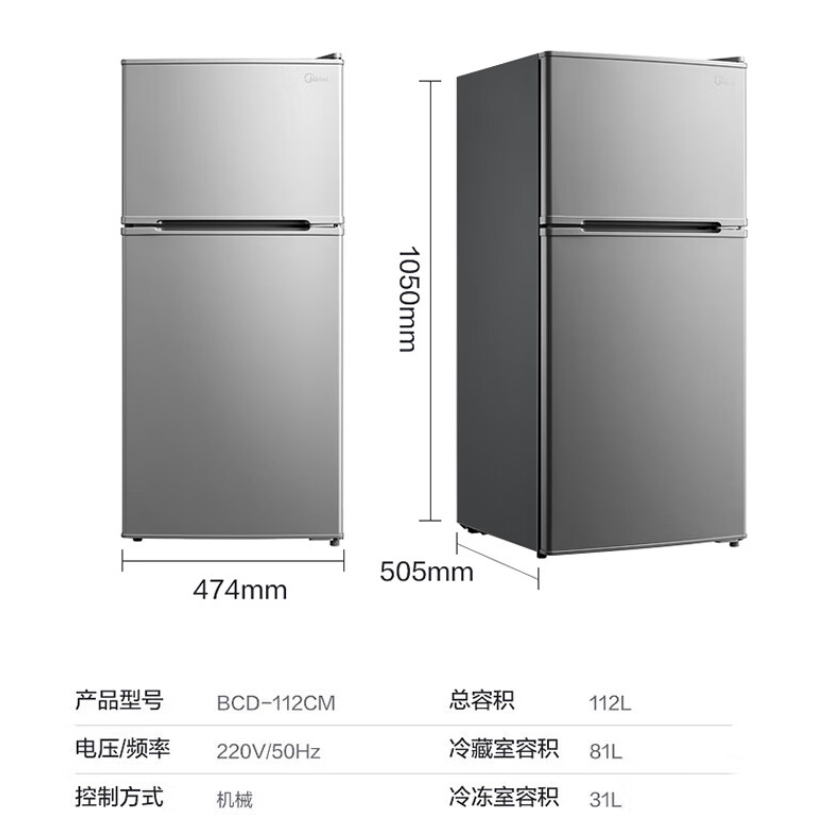 Midea
1050mm
474mm
505mm
产品型号 BCD-112CM 总容积 112L
电压/频率 220V/50Hz 冷藏室容积 81L
控制方式 机械 冷冻室容积 31L